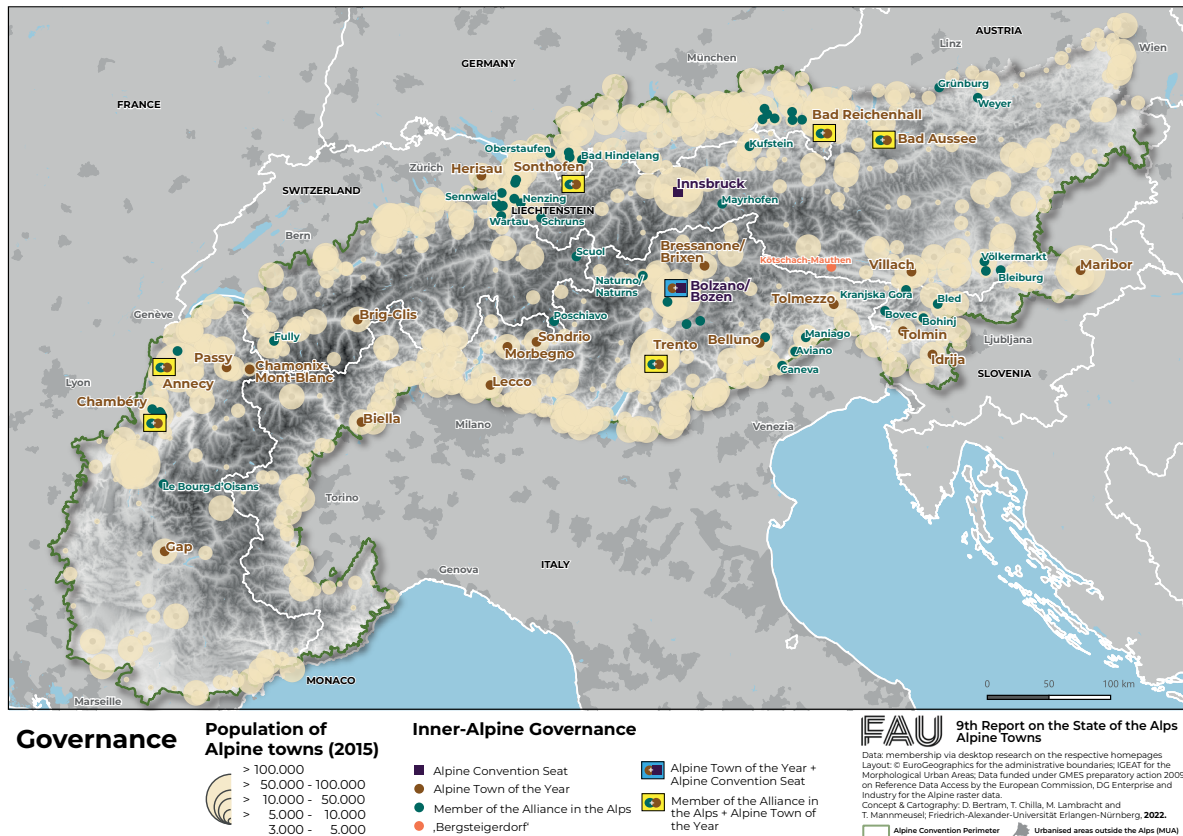 AUSTRIA
Linz
Wien
München
GERMANY
FRANCE
Grünburg
Weyer
Bad Reichenhall
Bad Aussee
Kufstein
Oberstaufen
Bad Hindelang
Zürich
Herisau
Sonthofen
SWITZERLAND
Sennwald
Nenzing
LIECHTENSTEIN
Wartau
Schruns
Innsbruck
Mayrhofen
Bern
Scuol
Bressanone/
Brixen
Kötschach-Mauthen
Villach
Völkermarkt
Bleiburg
Maribor
Naturno/
Naturns
Bolzano/
Bozen
Kranjska Gora
Bled
Tolmezzo
Bovec
Bohinj
Genève
Brig-Glis
Poschiavo
Fully
Sondrio
Morbegno
Trento
Belluno
Maniago
Aviano
Caneva
Tolmin
Ljubljana
Idrija
SLOVENIA
Passy
Chamonix-
Mont-Blanc
Annecy
Lyon
Chambéry
Lecco
Biella
Milano
Venezia
Le Bourg-d'Oisans
Torino
Gap
Genova
ITALY
MONACO
Marseille
0 50 100 km
Governance
Population of
Alpine towns (2015)
> 100.000
> 50.000 - 100.000
> 10.000 - 50.000
> 5.000 - 10.000
3.000 - 5.000
Inner-Alpine Governance
Alpine Convention Seat
Alpine Town of the Year
Member of the Alliance in the Alps
‚Bergsteigerdorf‘
Alpine Town of the Year +
Alpine Convention Seat
Member of the Alliance in
the Alps + Alpine Town of
the Year
FAU
9th Report on the State of the Alps
Alpine Towns
Data: membership via desktop research on the respective homepages
Layout: © EuroGeographics for the administrative boundaries; IGEAT for the
Morphological Urban Areas; Data funded under GMES preparatory action 2009
on Reference Data Access by the European Commission, DG Enterprise and
Industry for the Alpine raster data.
Concept & Cartography: D. Bertram, T. Chilla, M. Lambracht and
T. Mannmeusel; Friedrich-Alexander-Universität Erlangen-Nürnberg, 2022.
Alpine Convention Perimeter
Urbanised areas outside the Alps (MUA)